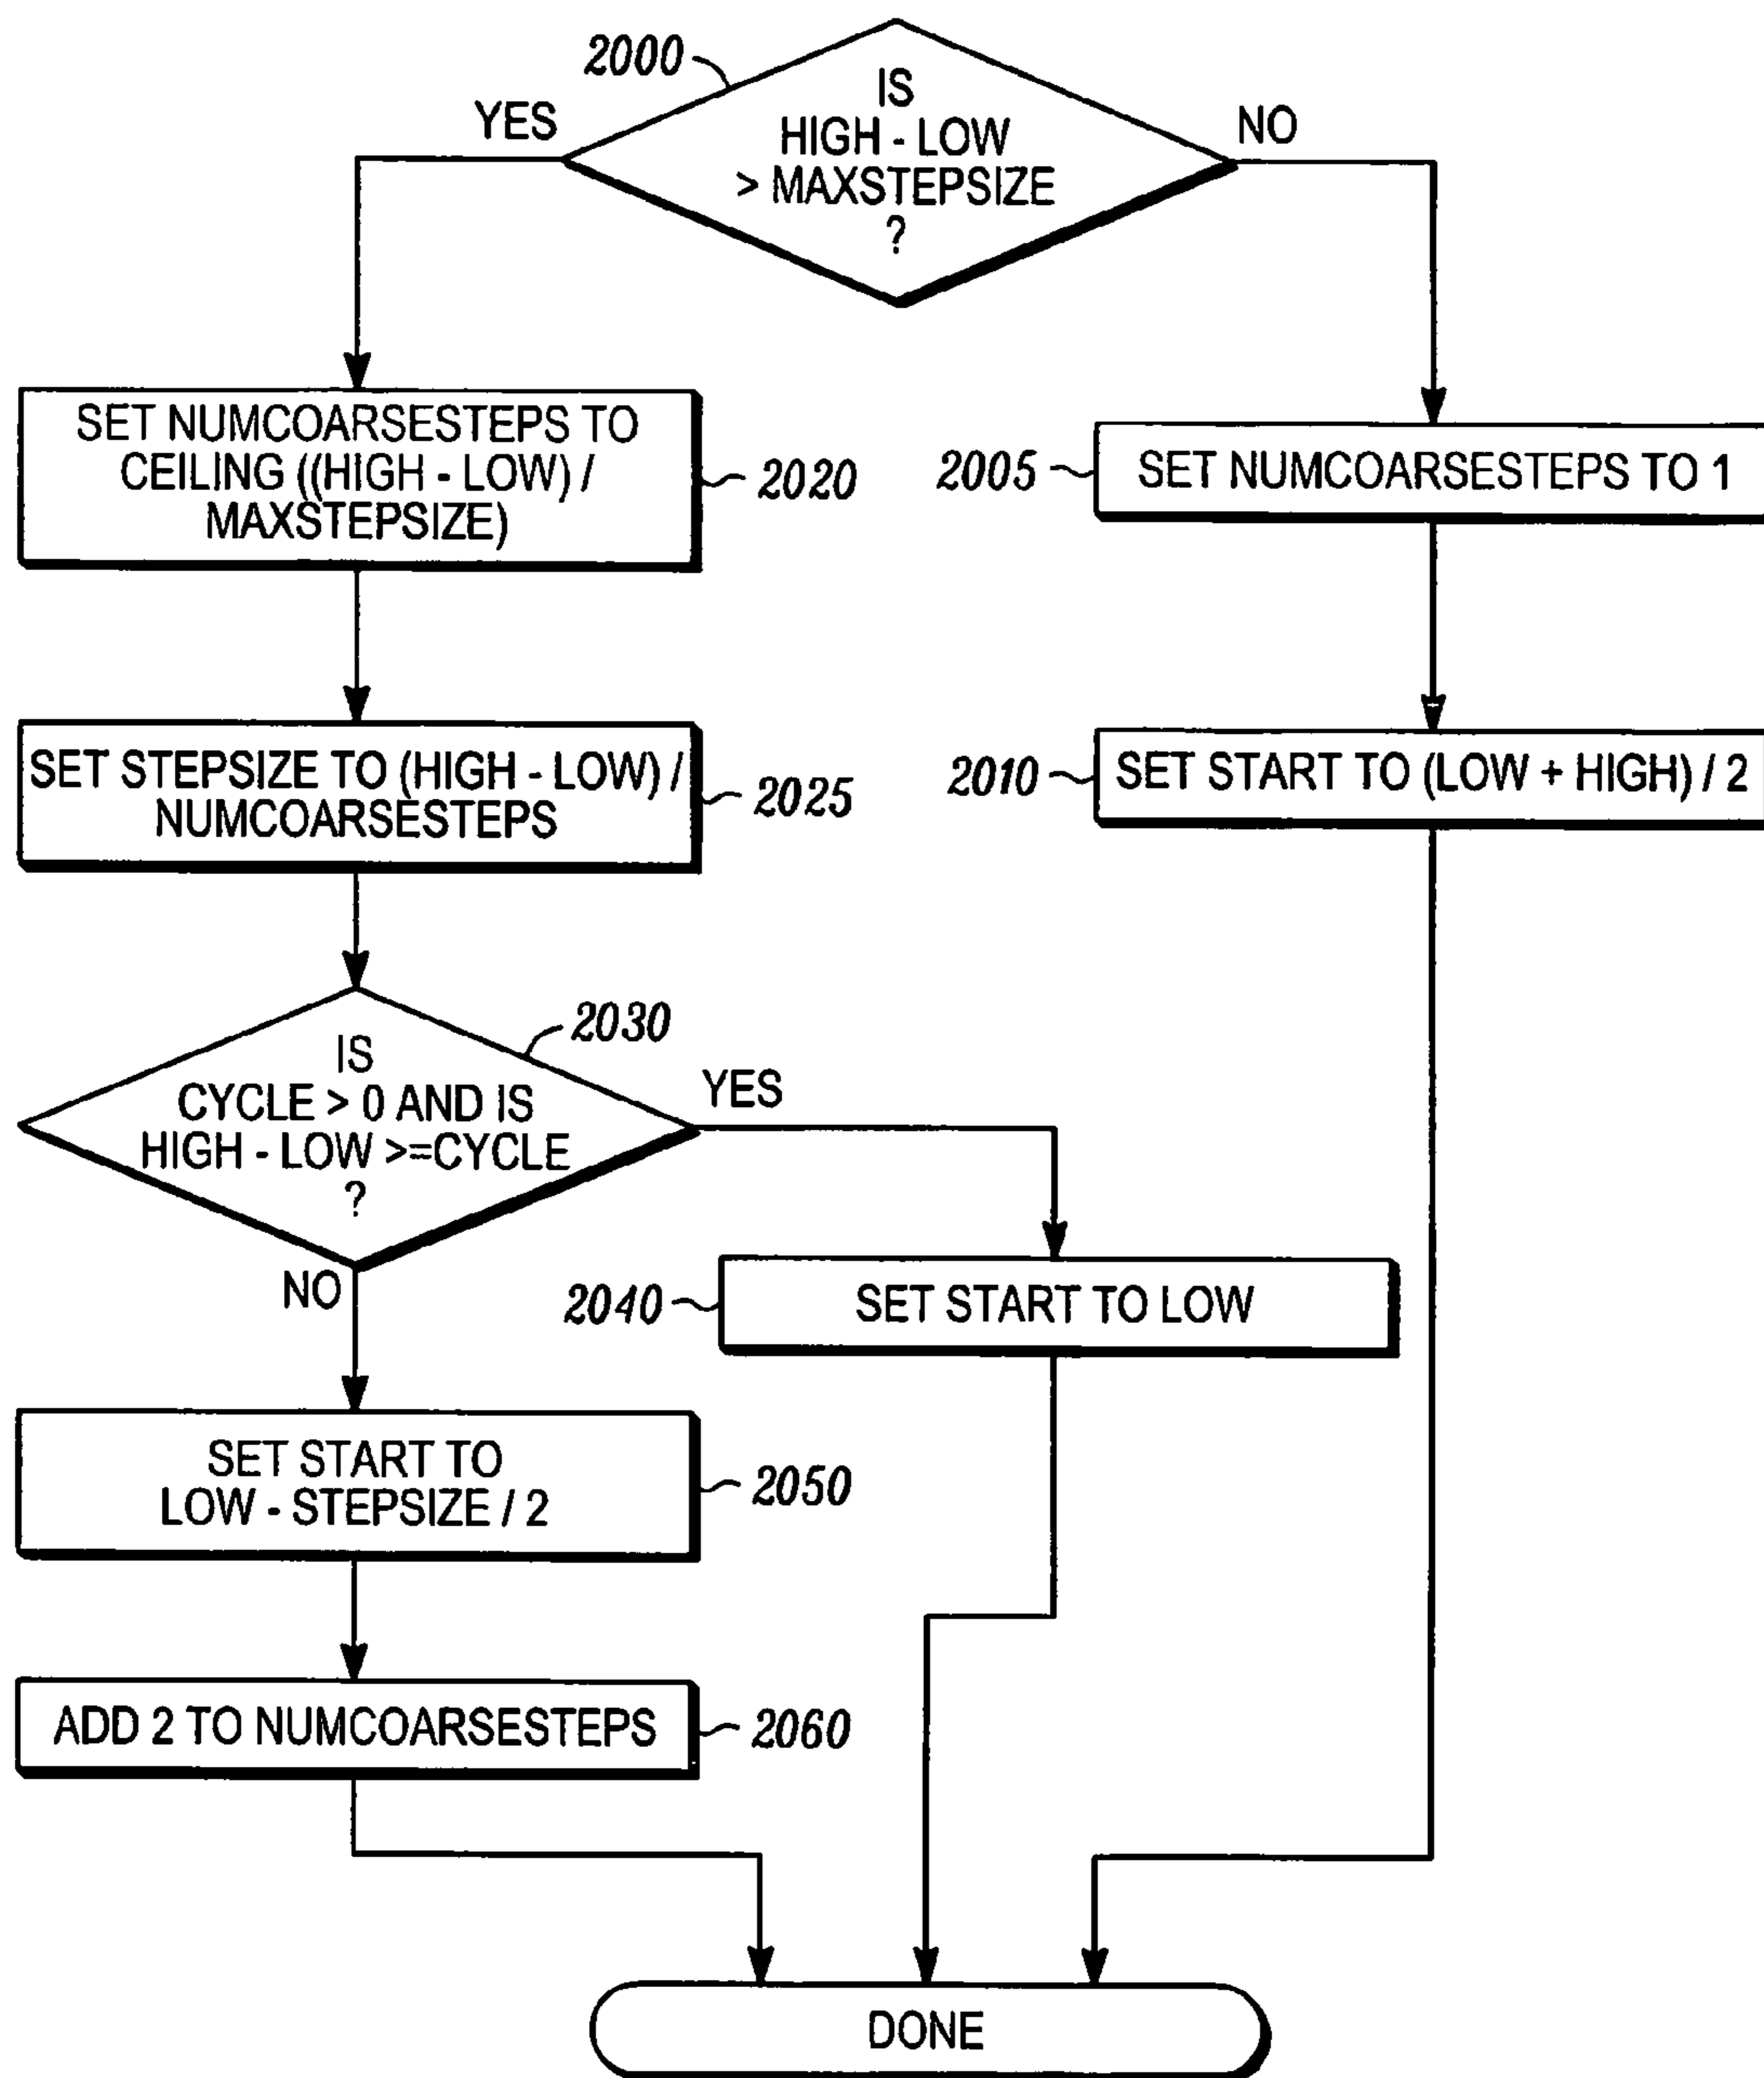 2000
IS
HIGH - LOW
> MAXSTEPSIZE
?
YES
NO
SET NUMCOARSESTEPS TO
CEILING ((HIGH - LOW) /
MAXSTEPSIZE)
2020
2005
SET NUMCOARSESTEPS TO 1
SET STEPSIZE TO (HIGH - LOW) /
NUMCOARSESTEPS
2025
2010
SET START TO (LOW + HIGH) / 2
2030
IS
CYCLE > 0 AND IS
HIGH - LOW >=CYCLE
?
YES
NO
2040
SET START TO LOW
SET START TO
LOW - STEPSIZE / 2
2050
ADD 2 TO NUMCOARSESTEPS
2060
DONE